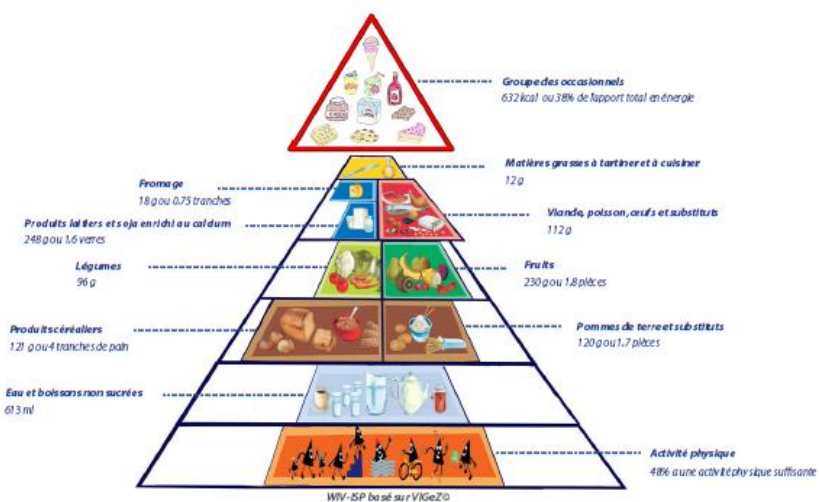 Groupe des occasionnels
632 kcal ou 38% de l'apport total en énergie
Matières grasses à tartiner et à cuisiner
12 g
Fromage
18 g ou 0.75 tranches
Viande, poisson, œufs et substituts
112 g
Produits laitiers et soja enrichi au calcium
248 g ou 1.6 verres
Légumes
96 g
Fruits
230 g ou 1.8 pièces
Produits céréaliers
121 g ou 4 tranches de pain
Pommes de terre et substituts
120 g ou 1.7 pièces
Eau et boissons non sucrées
613 ml
Activité physique
48% a une activité physique suffisante
WIV-ISP basé sur VIGeZ©